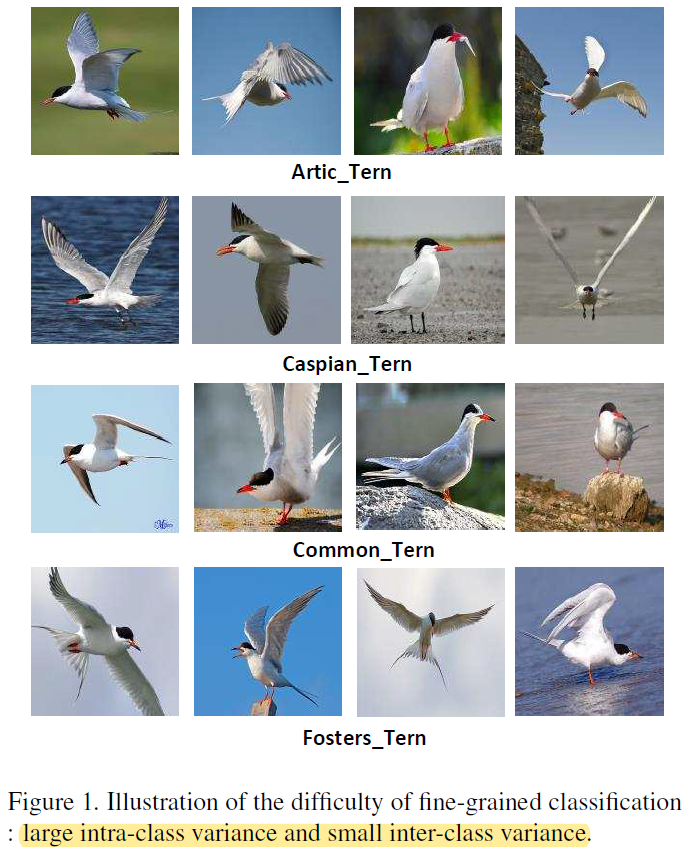 Artic_Tern
Caspian_Tern
Common_Tern
Fosters_Tern
Figure 1. Illustration of the difficulty of fine-grained classification
: large intra-class variance and small inter-class variance.